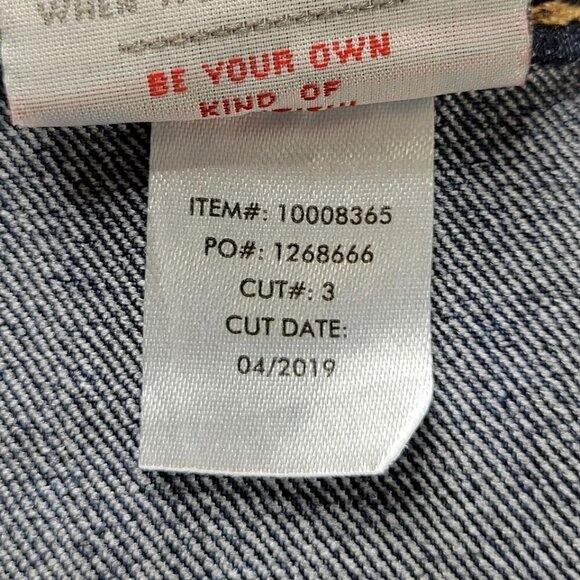 WHEN
BE YOUR OWN
KIND OF
ITEM#: 10008365
PO#: 1268666
CUT#: 3
CUT DATE:
04/2019